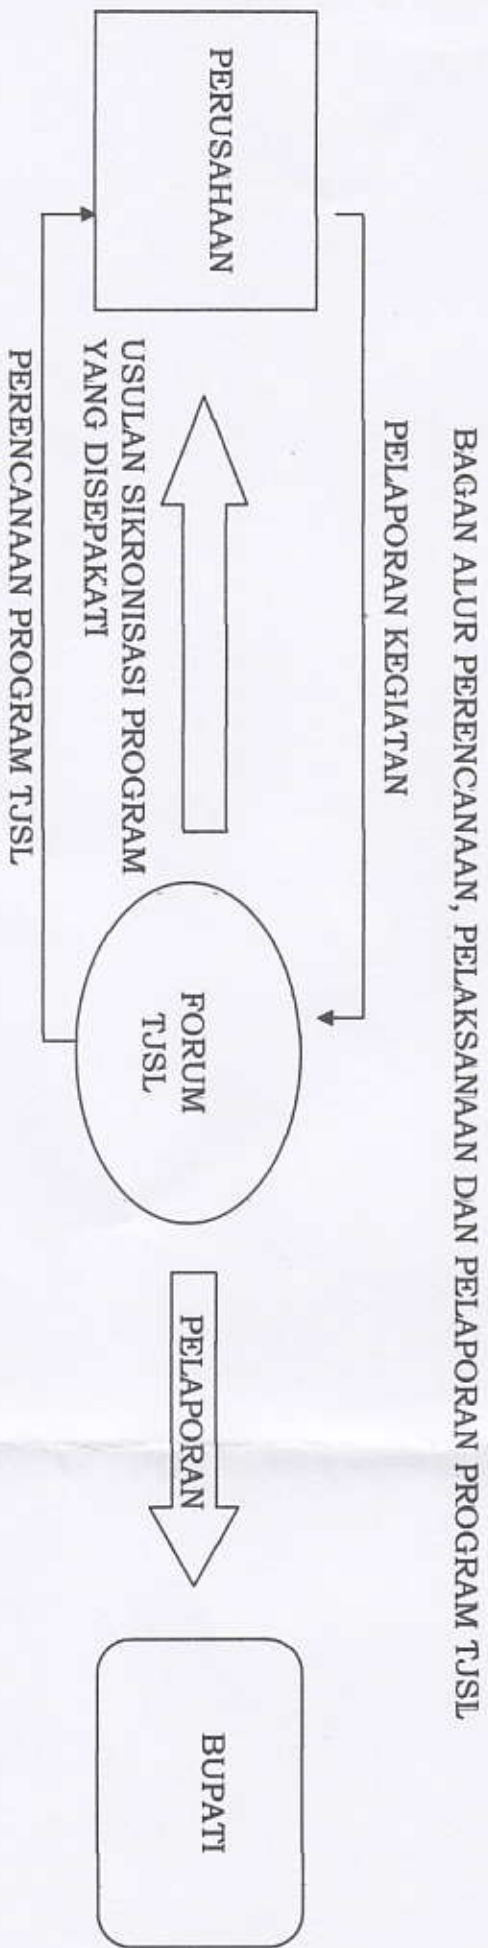 BAGAN ALUR PERENCANAAN, PELAKSANAAN DAN PELAPORAN PROGRAM TJSL
PELAPORAN KEGIATAN
PERUSAHAAN
USULAN SIKRONISASI PROGRAM
YANG DISEPAKATI
FORUM
TJSL
PELAPORAN
BUPATI
PERENCANAAN PROGRAM TJSL